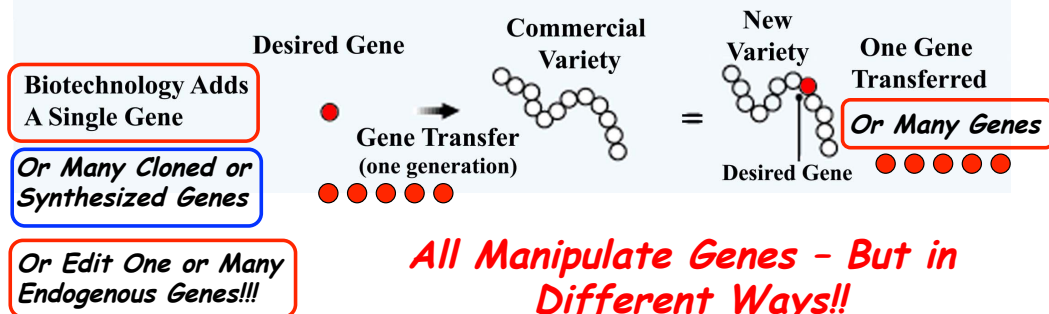 Desired Gene
Commercial
Variety
New
Variety
One Gene
Transferred
Biotechnology Adds
A Single Gene
Or Many Genes
=
Gene Transfer
(one generation)
Desired Gene
Or Many Cloned or
Synthesized Genes
Or Edit One or Many
Endogenous Genes!!!
All Manipulate Genes – But in
Different Ways!!